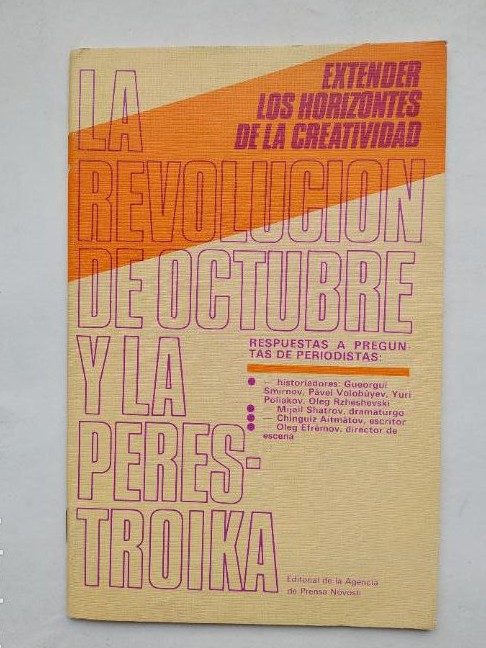 EXTENDER
LOS HORIZONTES
DE LA CREATIVIDAD
LA
REVOLUCION
DE OCTUBRE
Y LA
PERES-
TROIKA
RESPUESTAS A PREGUN-
TAS DE PERIODISTAS:
— historiadores: Gueorgui
Smirnov, Pável Volobúyev, Yuri
Poliakov, Oleg Rzheshevski
— Mijaíl Shatrov, dramaturgo
— Chinguiz Aitmátov, escritor
— Oleg Efrémov, director de
escena
Editorial de la Agencia
de Prensa Nóvosti